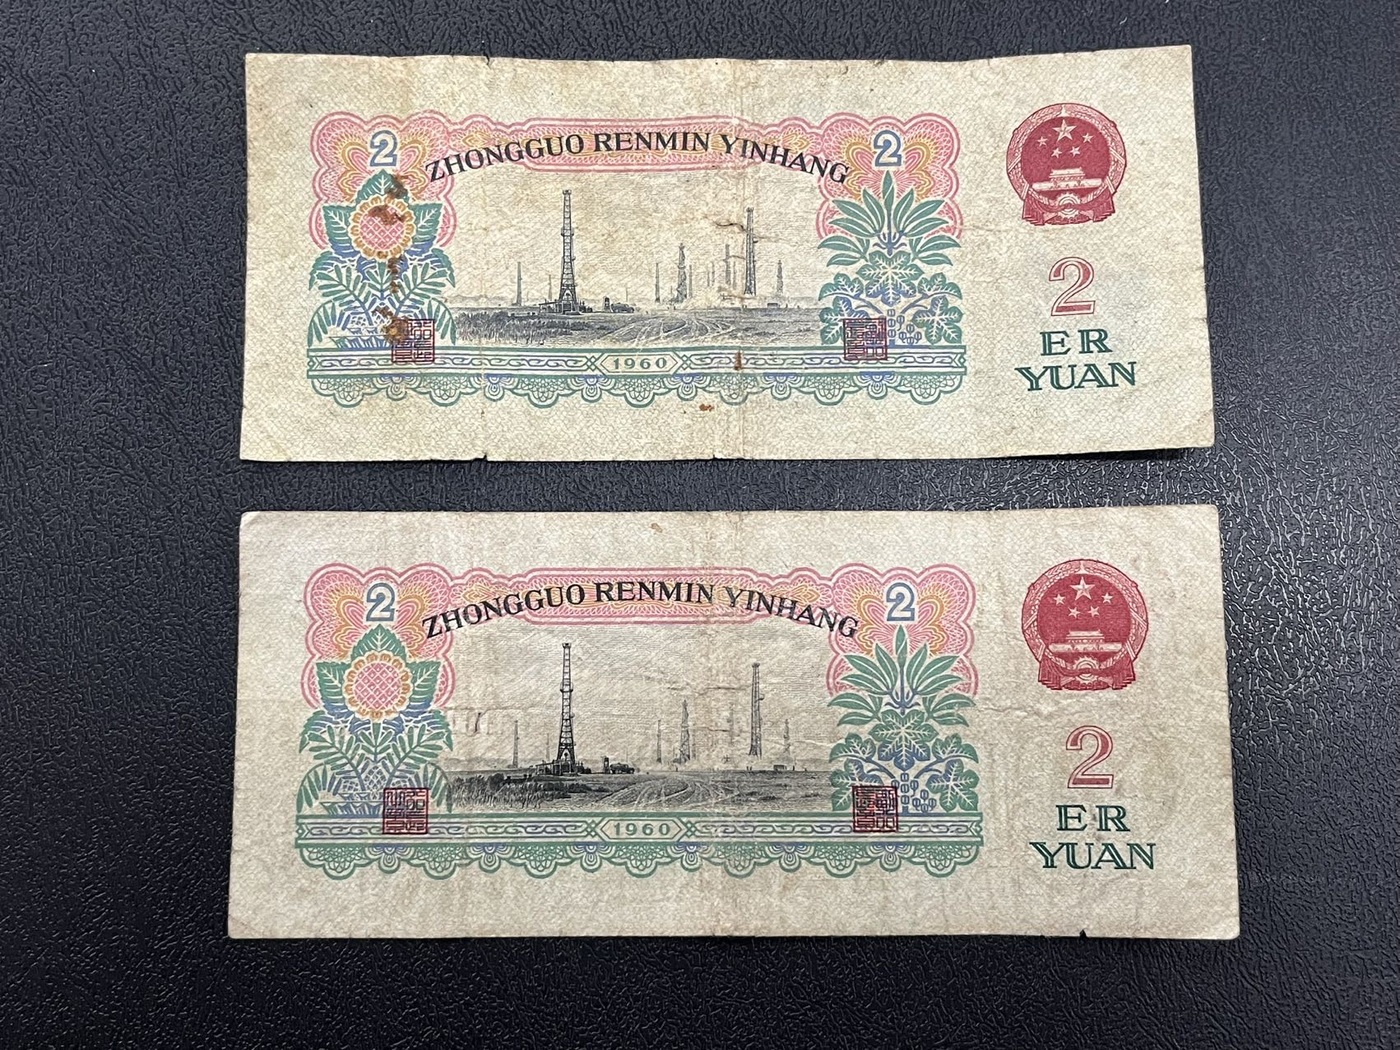 2 ZHONGGUO RENMIN YINHANG 2
2
ER
YUAN
1960
2 ZHONGGUO RENMIN YINHANG 2
2
ER
YUAN
1960